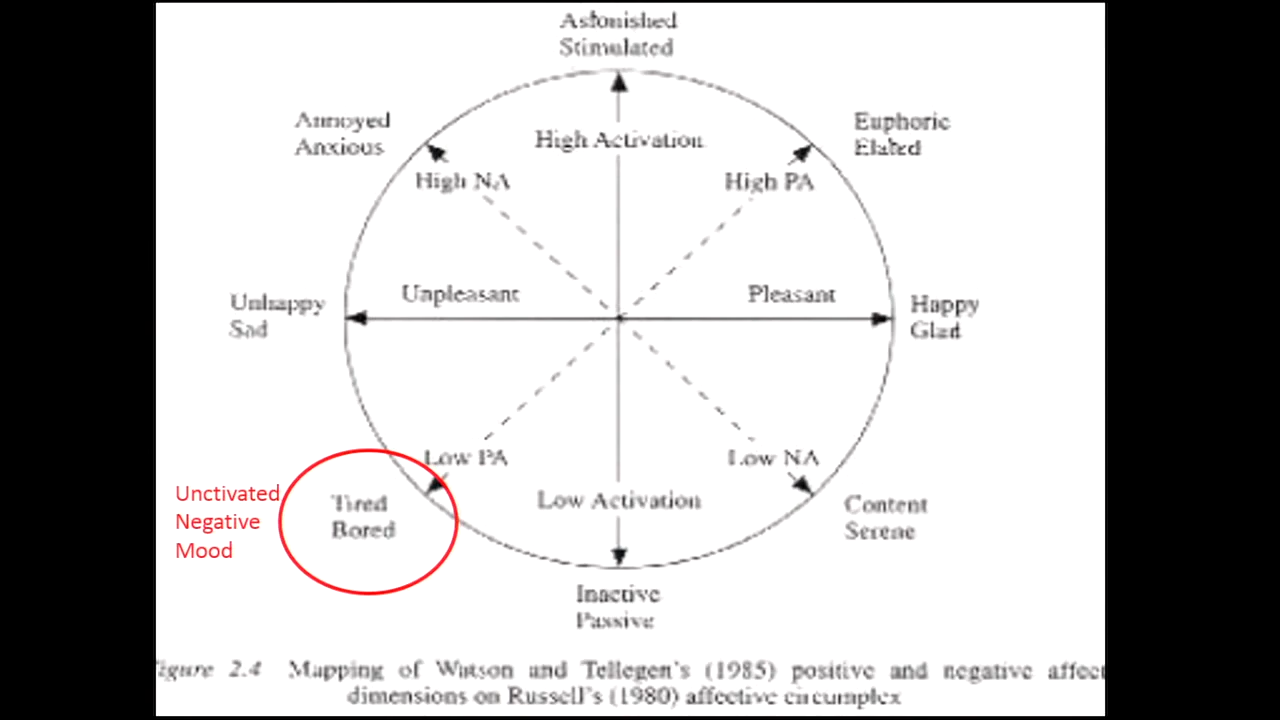 Astonished
Stimulated
Annoyed
Anxious
High Activation
Euphoric
Elated
High NA
High PA
Unhappy
Sad
Unpleasant
Pleasant
Happy
Glad
Low PA
Low NA
Unctivated
Negative
Mood
Tired
Bored
Low Activation
Content
Serene
Inactive
Passive
igure 2.4 Mapping of Watson and Tellegen's (1985) positive and negative affec
dimensions on Russell's (1980) affective circumplex